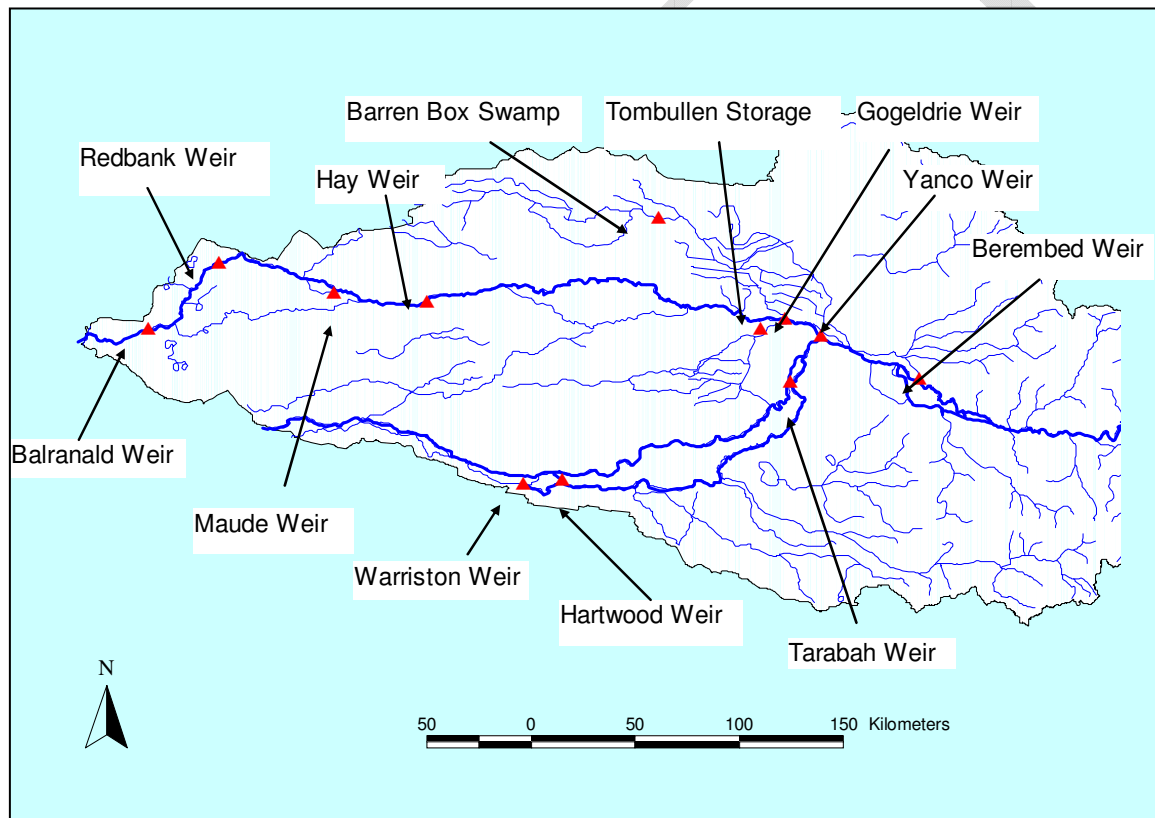 Barren Box Swamp
Tombullen Storage
Gogeldrie Weir
Redbank Weir
Hay Weir
Yanco Weir
Berembed Weir
Balranald Weir
Maude Weir
Warriston Weir
Hartwood Weir
Tarabah Weir
N
50 0 50 100 150 Kilometers